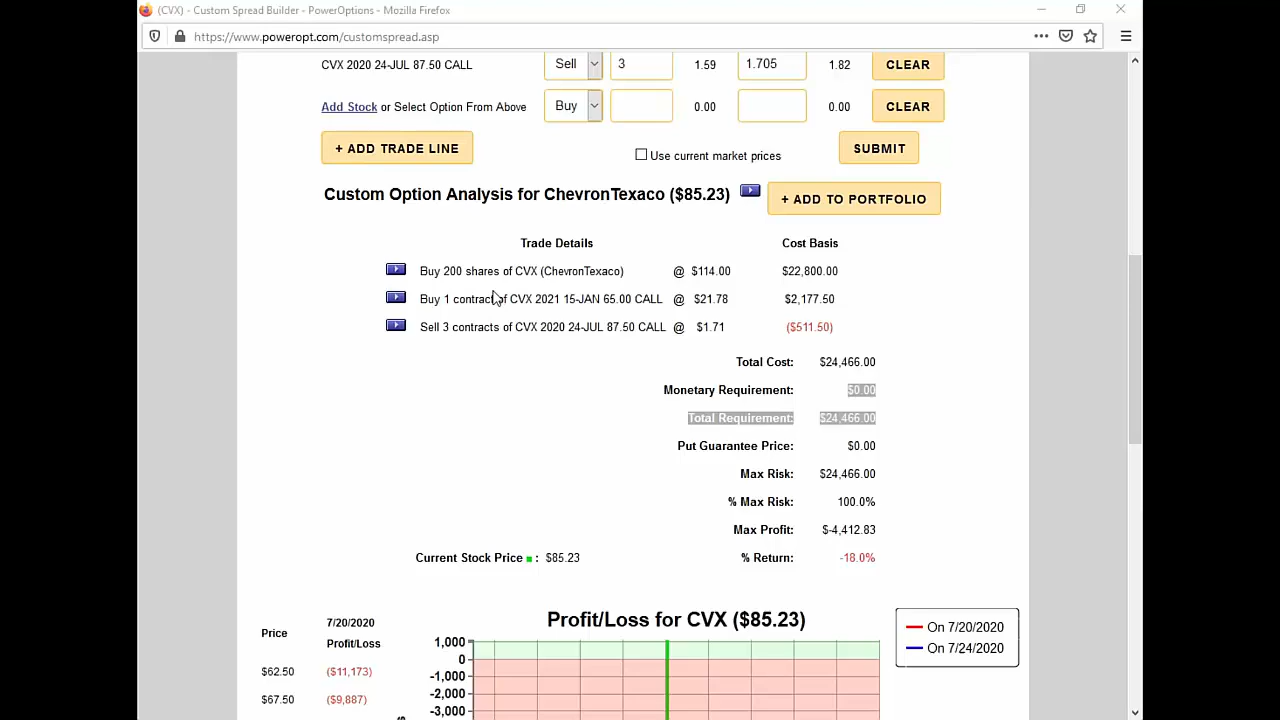 (CVX) - Custom Spread Builder - PowerOptions - Mozilla Firefox
https://www.poweropt.com/customspread.asp
CVX 2020 24-JUL 87.50 CALL Sell 3 1.59 1.705 1.82 CLEAR
Add Stock or Select Option From Above Buy 0.00 0.00 CLEAR
+ ADD TRADE LINE Use current market prices SUBMIT
Custom Option Analysis for ChevronTexaco ($85.23) + ADD TO PORTFOLIO
Trade Details Cost Basis
Buy 200 shares of CVX (ChevronTexaco) @ $114.00 $22,800.00
Buy 1 contract of CVX 2021 15-JAN 65.00 CALL @ $21.78 $2,177.50
Sell 3 contracts of CVX 2020 24-JUL 87.50 CALL @ $1.71 ($511.50)
Total Cost: $24,466.00
Monetary Requirement: $0.00
Total Requirement: $24,466.00
Put Guarantee Price: $0.00
Max Risk: $24,466.00
% Max Risk: 100.0%
Max Profit: $-4,412.83
Current Stock Price : $85.23 % Return: -18.0%
Profit/Loss for CVX ($85.23)
Price 7/20/2020 Profit/Loss
$62.50 ($11,173)
$67.50 ($9,887)
1,000
0
-1,000
-2,000
-3,000
On 7/20/2020
On 7/24/2020